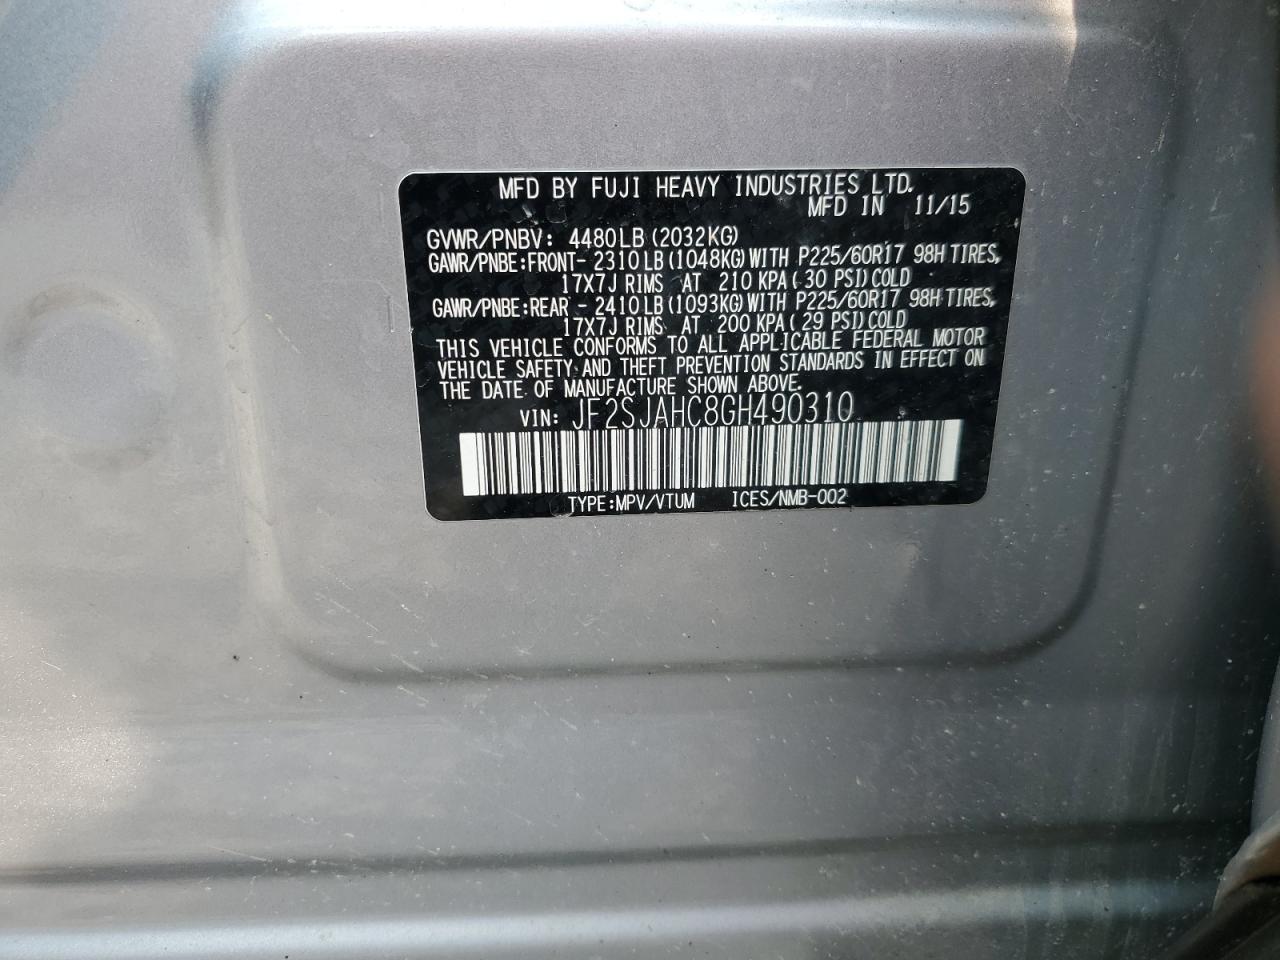 MFD BY FUJI HEAVY INDUSTRIES LTD.
MFD IN 11/15
GVWR/PNBV: 4480LB (2032KG)
GAWR/PNBE:FRONT- 2310LB (1048KG) WITH P225/60R17 98H TIRES,
17X7J RIMS AT 210 KPA ( 30 PSI) COLD
GAWR/PNBE:REAR - 2410LB (1093KG) WITH P225/60R17 98H TIRES,
17X7J RIMS AT 200 KPA ( 29 PSI) COLD
THIS VEHICLE CONFORMS TO ALL APPLICABLE FEDERAL MOTOR
VEHICLE SAFETY AND THEFT PREVENTION STANDARDS IN EFFECT ON
THE DATE OF MANUFACTURE SHOWN ABOVE.
VIN: JF2SJAHC8GH490310
TYPE:MPV/VTUM ICES/NMB-002